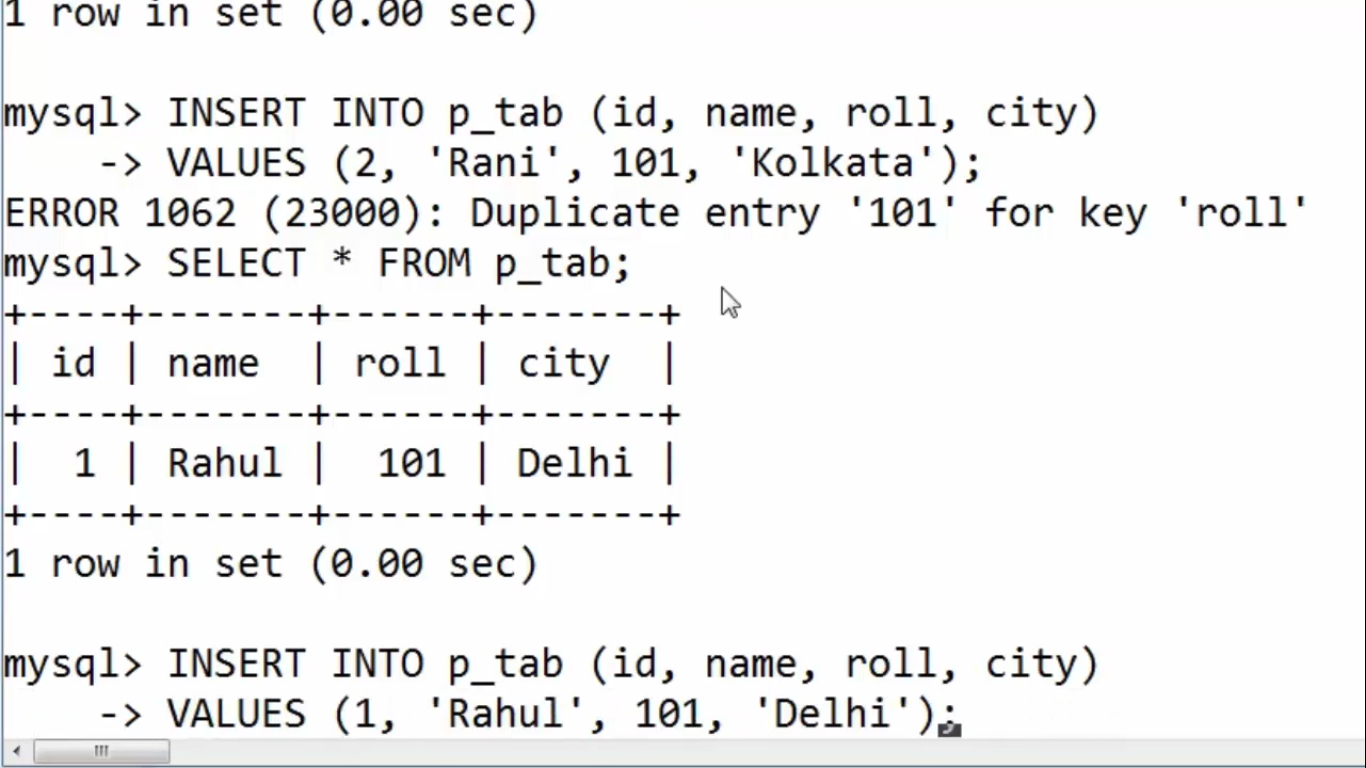 1 row in set (0.00 sec)
mysql> INSERT INTO p_tab (id, name, roll, city)
    -> VALUES (2, 'Rani', 101, 'Kolkata');
ERROR 1062 (23000): Duplicate entry '101' for key 'roll'
mysql> SELECT * FROM p_tab;
+----+-------+------+-------+
| id | name  | roll | city  |
+----+-------+------+-------+
|  1 | Rahul |  101 | Delhi |
+----+-------+------+-------+
1 row in set (0.00 sec)
mysql> INSERT INTO p_tab (id, name, roll, city)
    -> VALUES (1, 'Rahul', 101, 'Delhi');